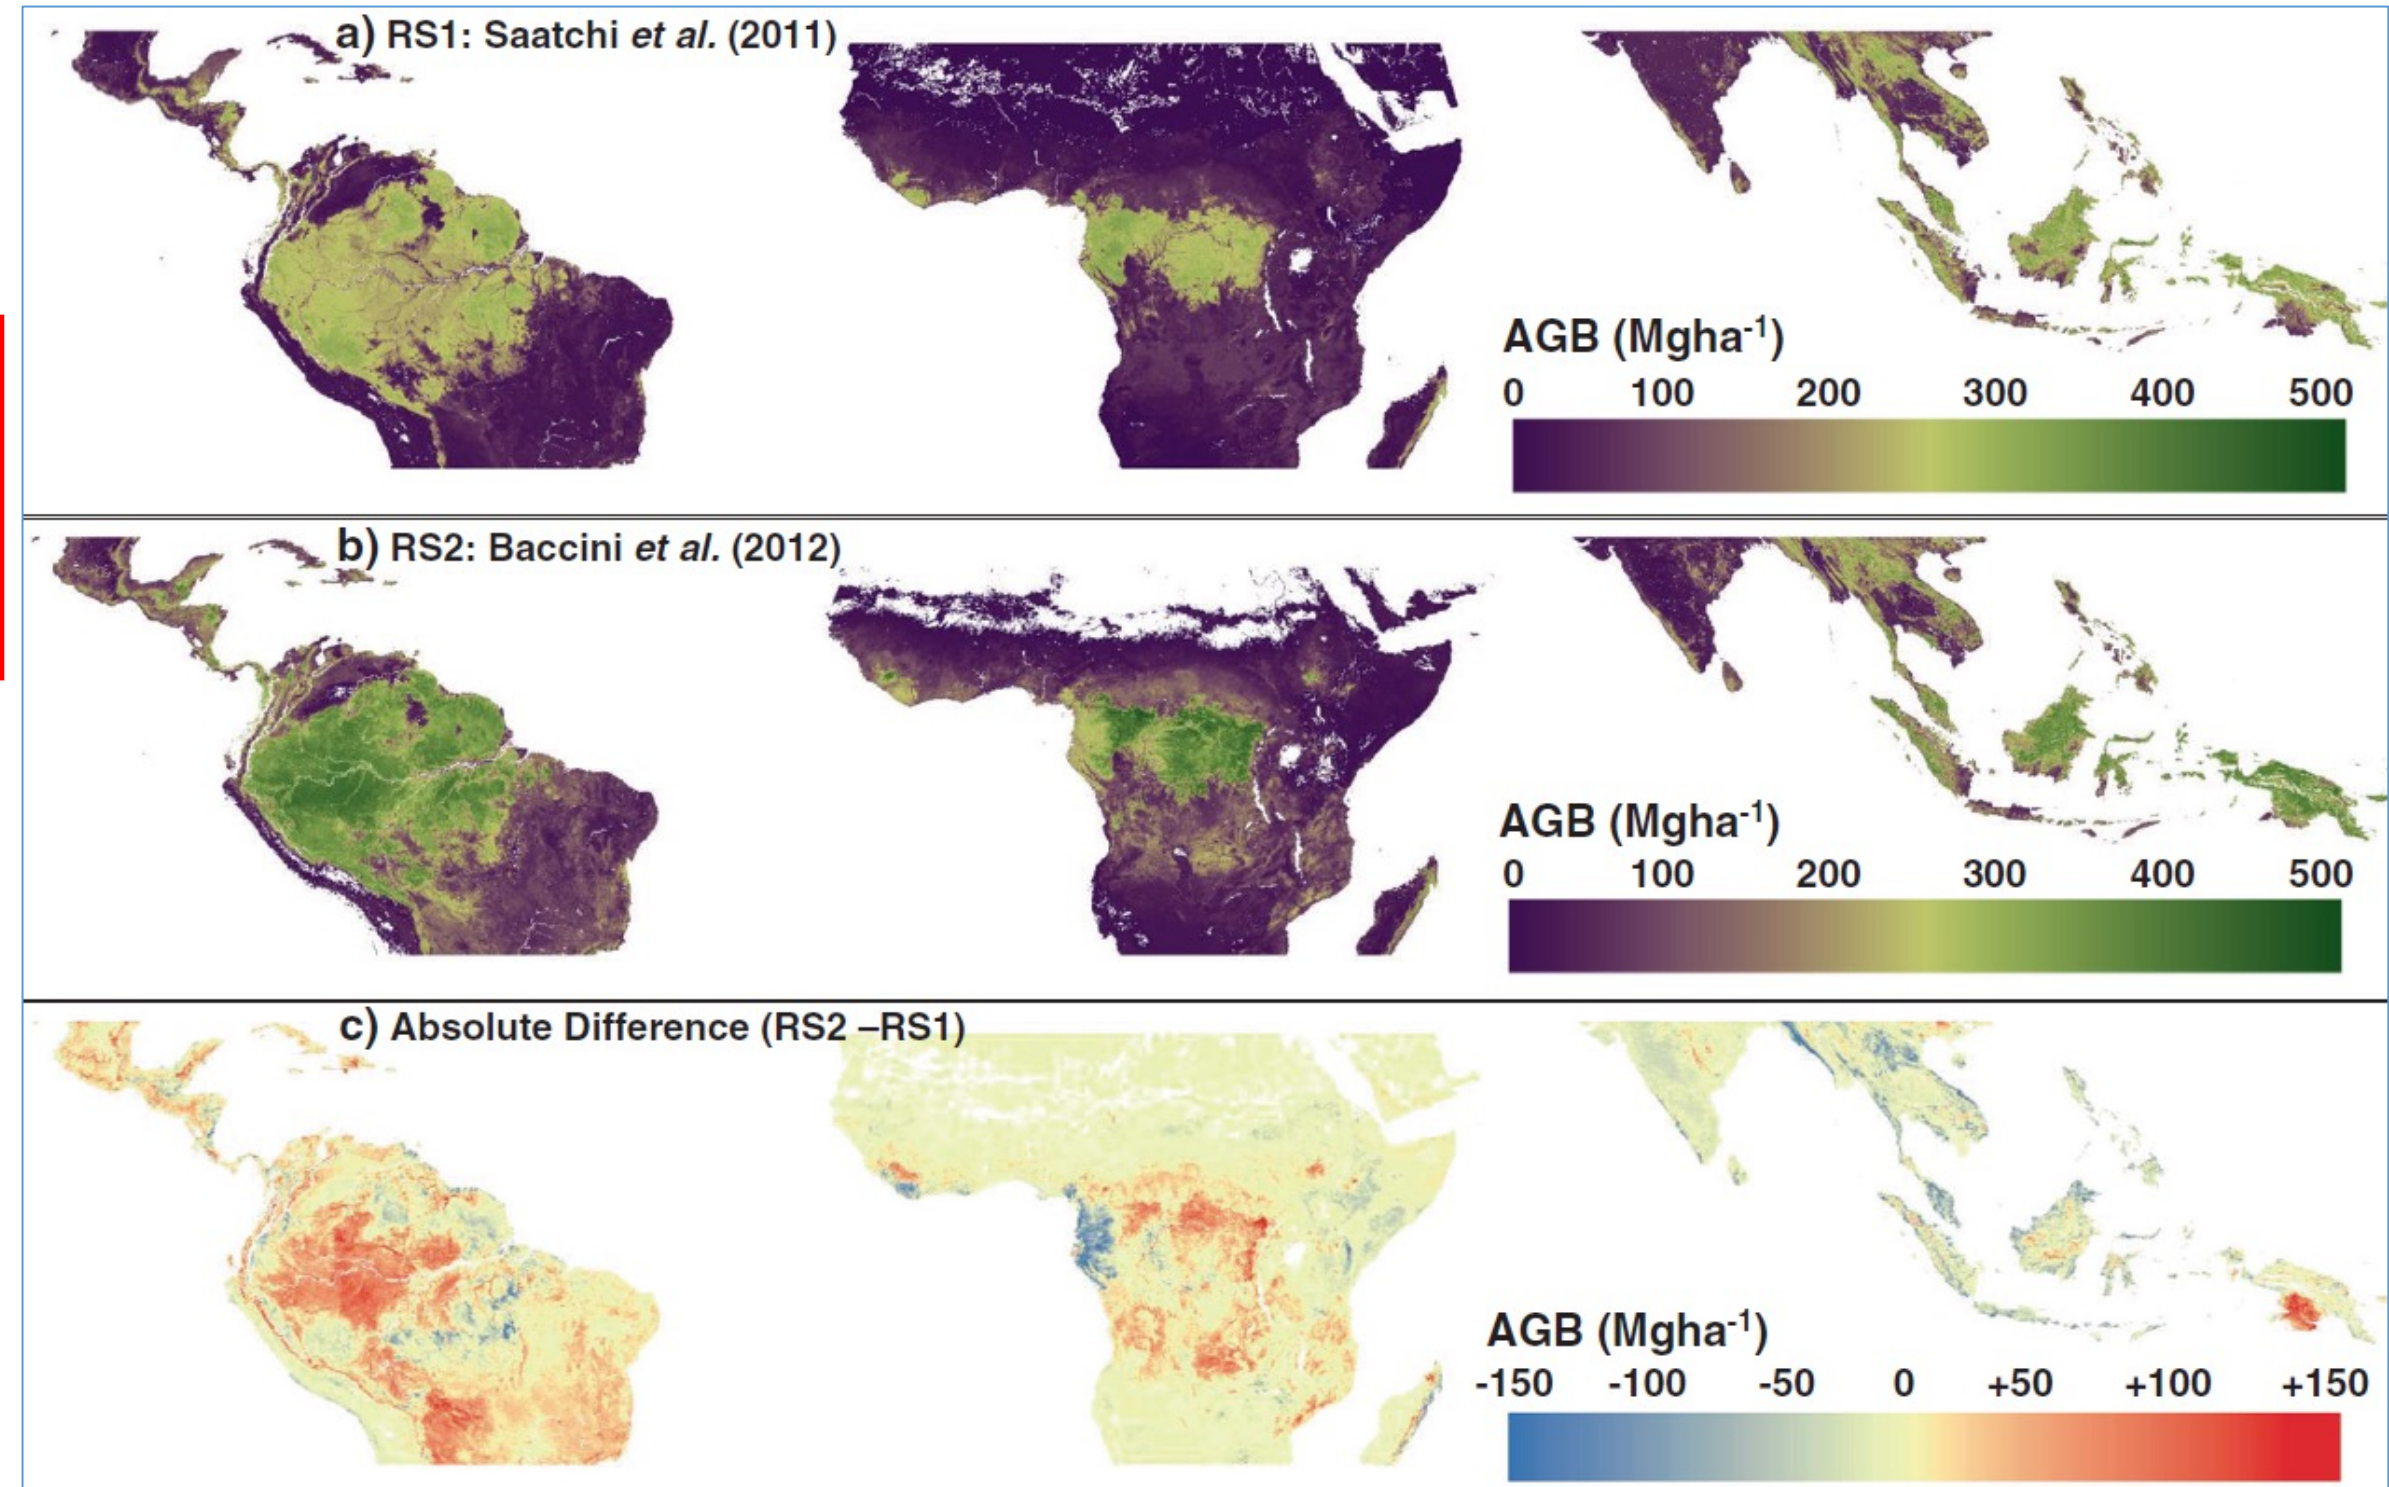 a) RS1: Saatchi et al. (2011)
AGB (Mgha-1)
0 100 200 300 400 500
b) RS2: Baccini et al. (2012)
AGB (Mgha-1)
0 100 200 300 400 500
c) Absolute Difference (RS2 –RS1)
AGB (Mgha-1)
-150 -100 -50 0 +50 +100 +150